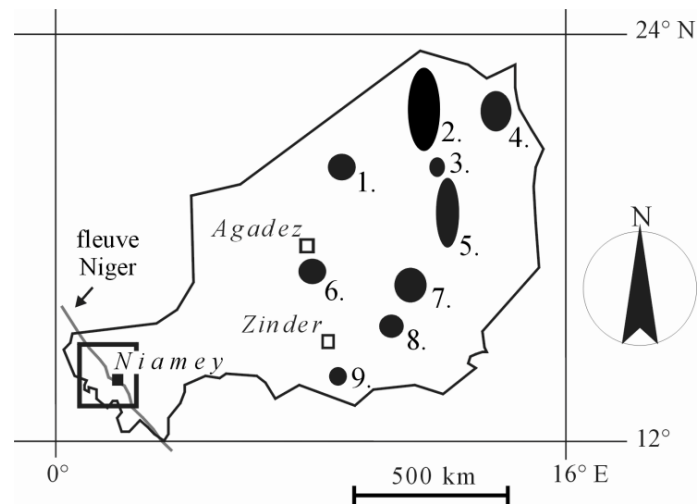 24° N
4.
2.
3.
1.
N
Agadez
5.
fleuve
Niger
6.
7.
Zinder
8.
Niamey
9.
12°
0°
16° E
500 km